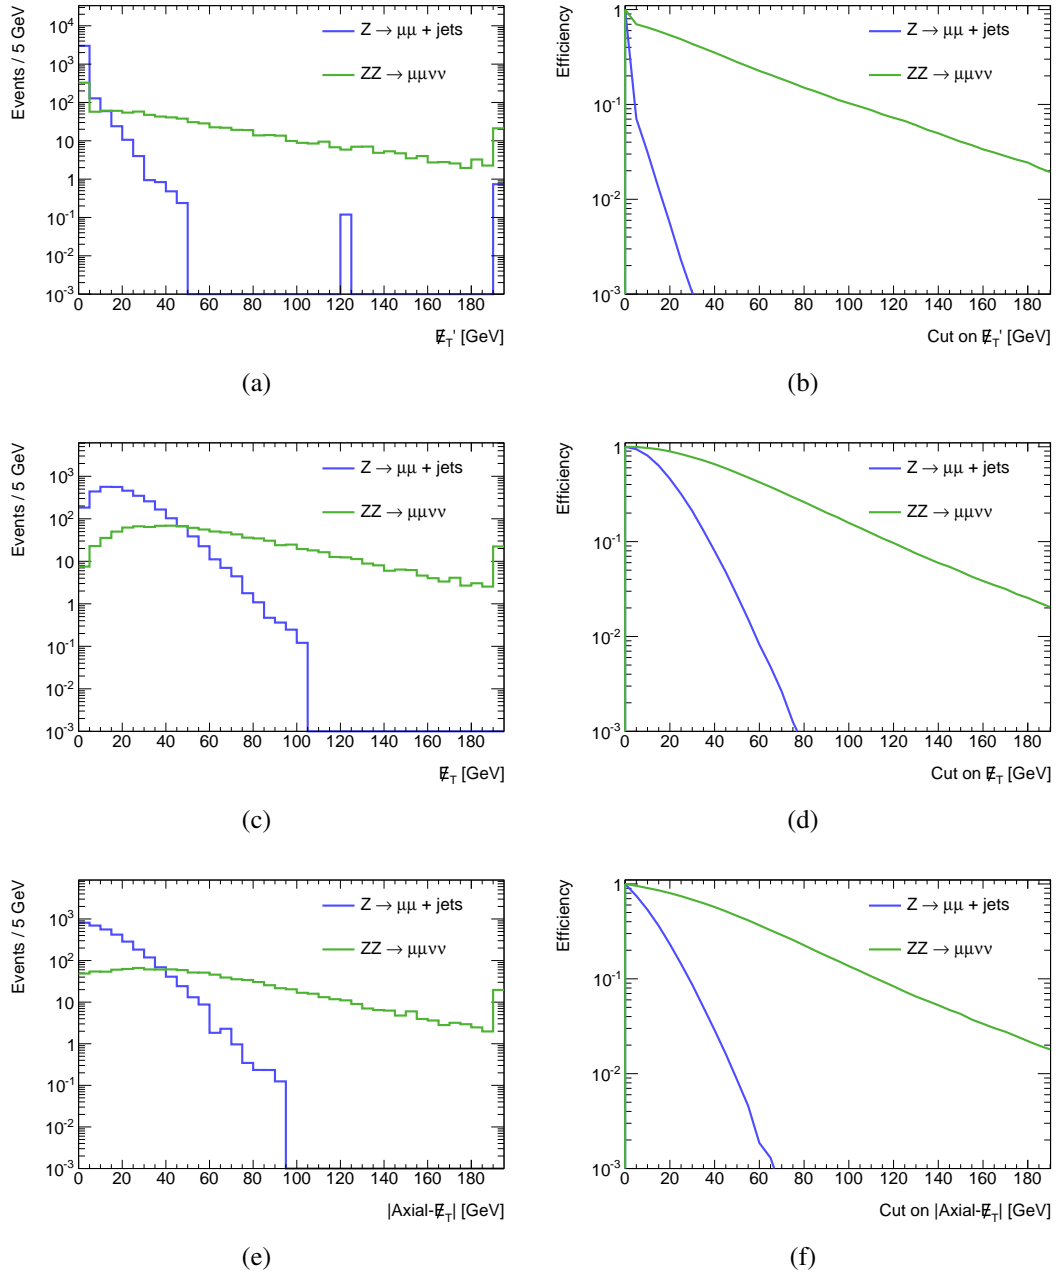 Events / 5 GeV
10⁴
10³
10²
10
1
10⁻¹
10⁻²
10⁻³
Z → μμ + jets
ZZ → μμνν
0 20 40 60 80 100 120 140 160 180
E̸_T' [GeV]
(a)
Efficiency
1
10⁻¹
10⁻²
10⁻³
Z → μμ + jets
ZZ → μμνν
0 20 40 60 80 100 120 140 160 180
Cut on E̸_T' [GeV]
(b)
Events / 5 GeV
10³
10²
10
1
10⁻¹
10⁻²
10⁻³
Z → μμ + jets
ZZ → μμνν
0 20 40 60 80 100 120 140 160 180
E̸_T [GeV]
(c)
Efficiency
1
10⁻¹
10⁻²
10⁻³
Z → μμ + jets
ZZ → μμνν
0 20 40 60 80 100 120 140 160 180
Cut on E̸_T [GeV]
(d)
Events / 5 GeV
10³
10²
10
1
10⁻¹
10⁻²
10⁻³
Z → μμ + jets
ZZ → μμνν
0 20 40 60 80 100 120 140 160 180
|Axial-E̸_T| [GeV]
(e)
Efficiency
1
10⁻¹
10⁻²
10⁻³
Z → μμ + jets
ZZ → μμνν
0 20 40 60 80 100 120 140 160 180
Cut on |Axial-E̸_T| [GeV]
(f)